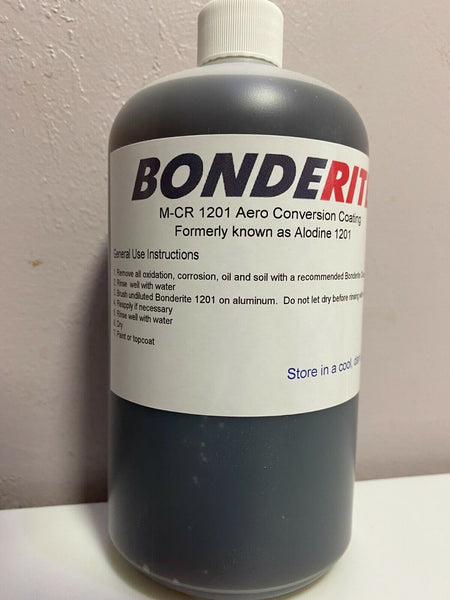 BONDERITE
M-CR 1201 Aero Conversion Coating
Formerly known as Alodine 1201
General Use Instructions
1. Remove all oxidation, corrosion, oil and soil with a recommended Bonderite
2. Rinse well with water
3. Brush undiluted Bonderite 1201 on aluminum. Do not let dry before rinsing
4. Reapply if necessary
5. Rinse well with water
6. Dry
7. Paint or topcoat
Store in a cool,